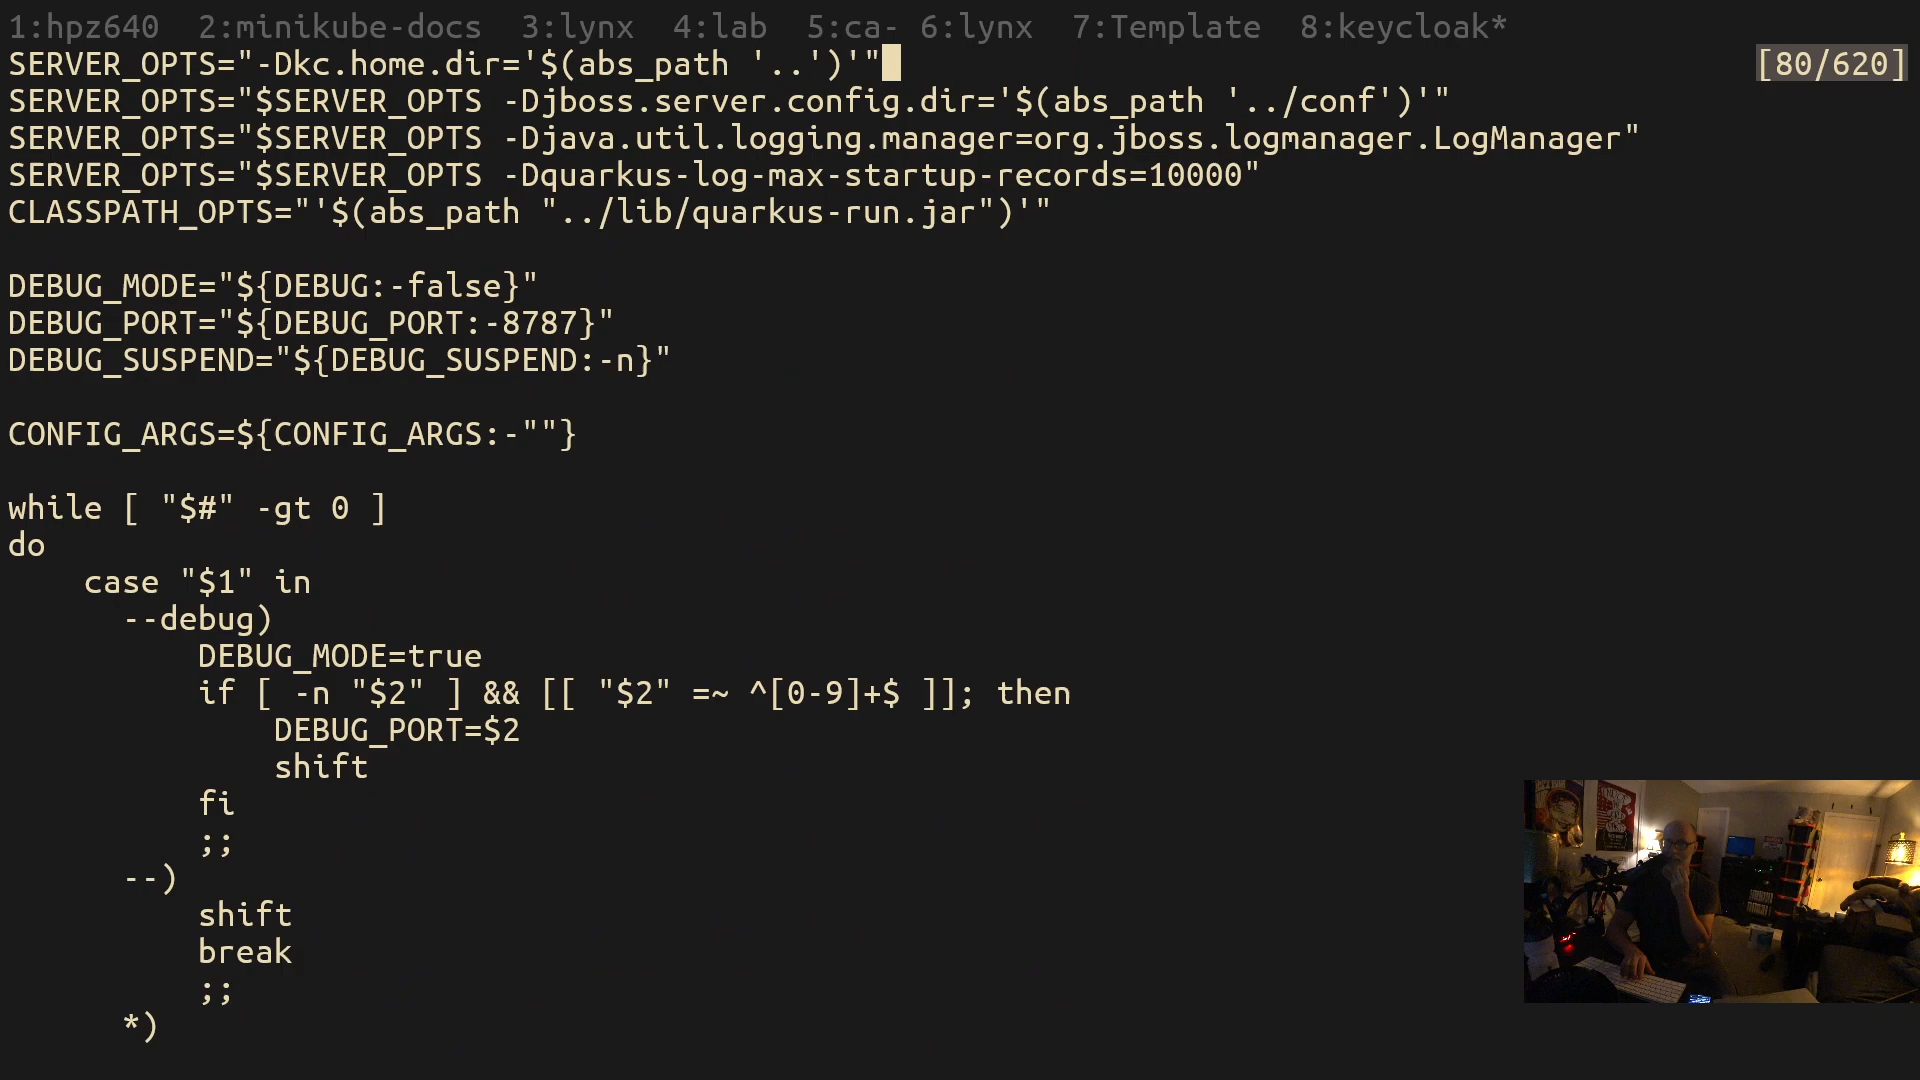 1:hpz640  2:minikube-docs  3:lynx  4:lab  5:ca- 6:lynx  7:Template  8:keycloak*
SERVER_OPTS="-Dkc.home.dir='$(abs_path '..')'" [80/620]
SERVER_OPTS="$SERVER_OPTS -Djboss.server.config.dir='$(abs_path '../conf')'"
SERVER_OPTS="$SERVER_OPTS -Djava.util.logging.manager=org.jboss.logmanager.LogManager"
SERVER_OPTS="$SERVER_OPTS -Dquarkus-log-max-startup-records=10000"
CLASSPATH_OPTS="'$(abs_path "../lib/quarkus-run.jar")'"

DEBUG_MODE="${DEBUG:-false}"
DEBUG_PORT="${DEBUG_PORT:-8787}"
DEBUG_SUSPEND="${DEBUG_SUSPEND:-n}"

CONFIG_ARGS=${CONFIG_ARGS:-""}

while [ "$#" -gt 0 ]
do
    case "$1" in
      --debug)
          DEBUG_MODE=true
          if [ -n "$2" ] && [[ "$2" =~ ^[0-9]+$ ]]; then
              DEBUG_PORT=$2
              shift
          fi
          ;;
      --)
          shift
          break
          ;;
      *)